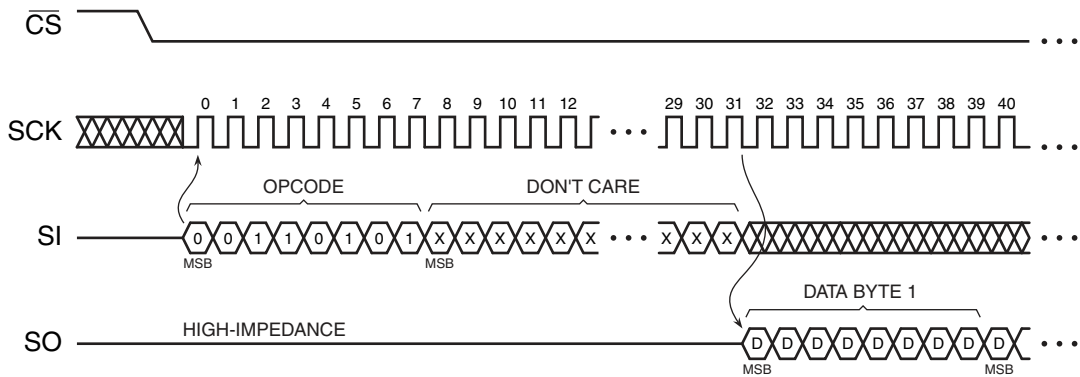 CS
0 1 2 3 4 5 6 7 8 9 10 11 12 29 30 31 32 33 34 35 36 37 38 39 40
SCK
OPCODE DON'T CARE
SI 0 0 1 1 0 1 0 1 X X X X X X X X X
MSB MSB
DATA BYTE 1
HIGH-IMPEDANCE
SO D D D D D D D D D
MSB MSB